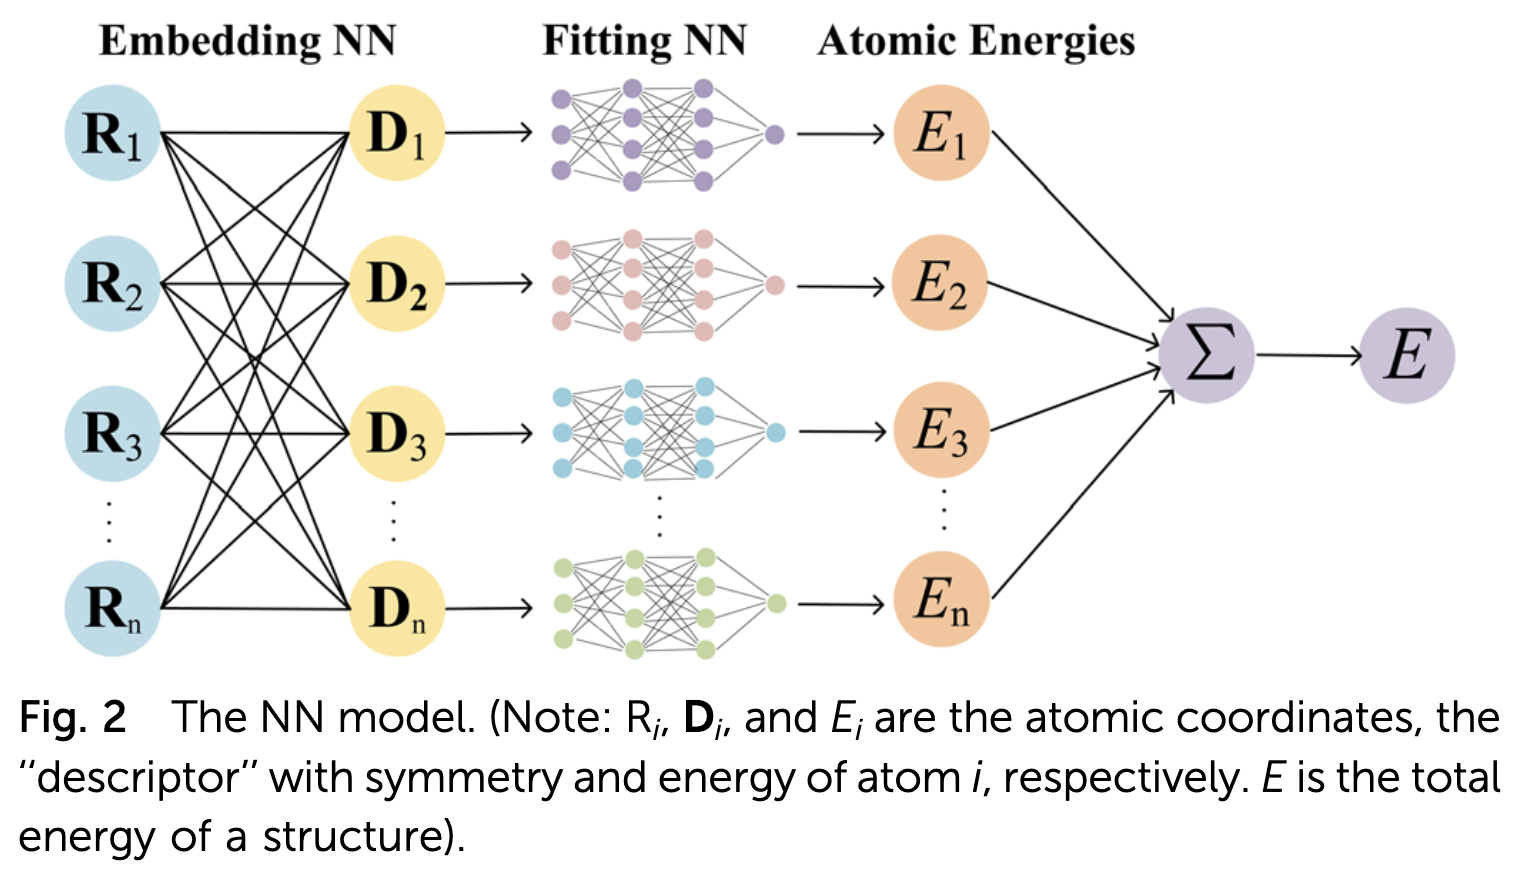 Embedding NN Fitting NN Atomic Energies
R1 D1 E1
R2 D2 E2
Σ E
R3 D3 E3
Rn Dn En
Fig. 2 The NN model. (Note: Ri, Di, and Ei are the atomic coordinates, the
“descriptor” with symmetry and energy of atom i, respectively. E is the total
energy of a structure).